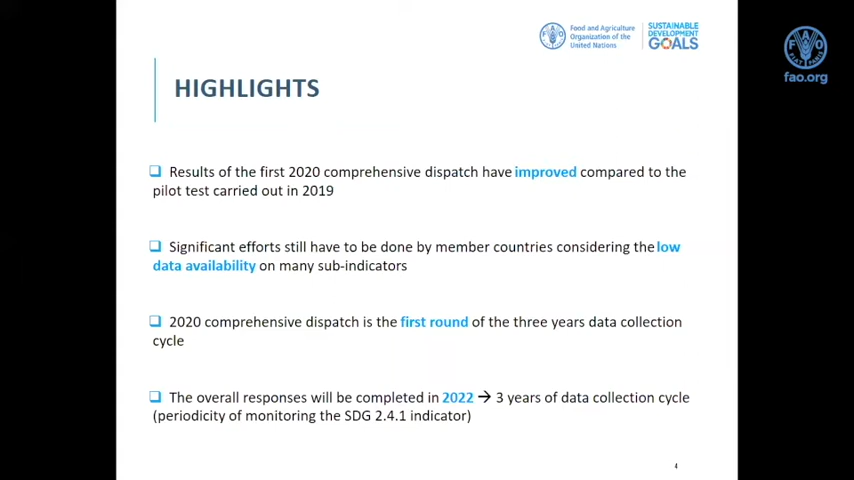 Food and Agriculture
Organization of the
United Nations
SUSTAINABLE
DEVELOPMENT
GOALS
FAO
FIAT PANIS
fao.org
HIGHLIGHTS
Results of the first 2020 comprehensive dispatch have improved compared to the
pilot test carried out in 2019
Significant efforts still have to be done by member countries considering the low
data availability on many sub-indicators
2020 comprehensive dispatch is the first round of the three years data collection
cycle
The overall responses will be completed in 2022 → 3 years of data collection cycle
(periodicity of monitoring the SDG 2.4.1 indicator)
4